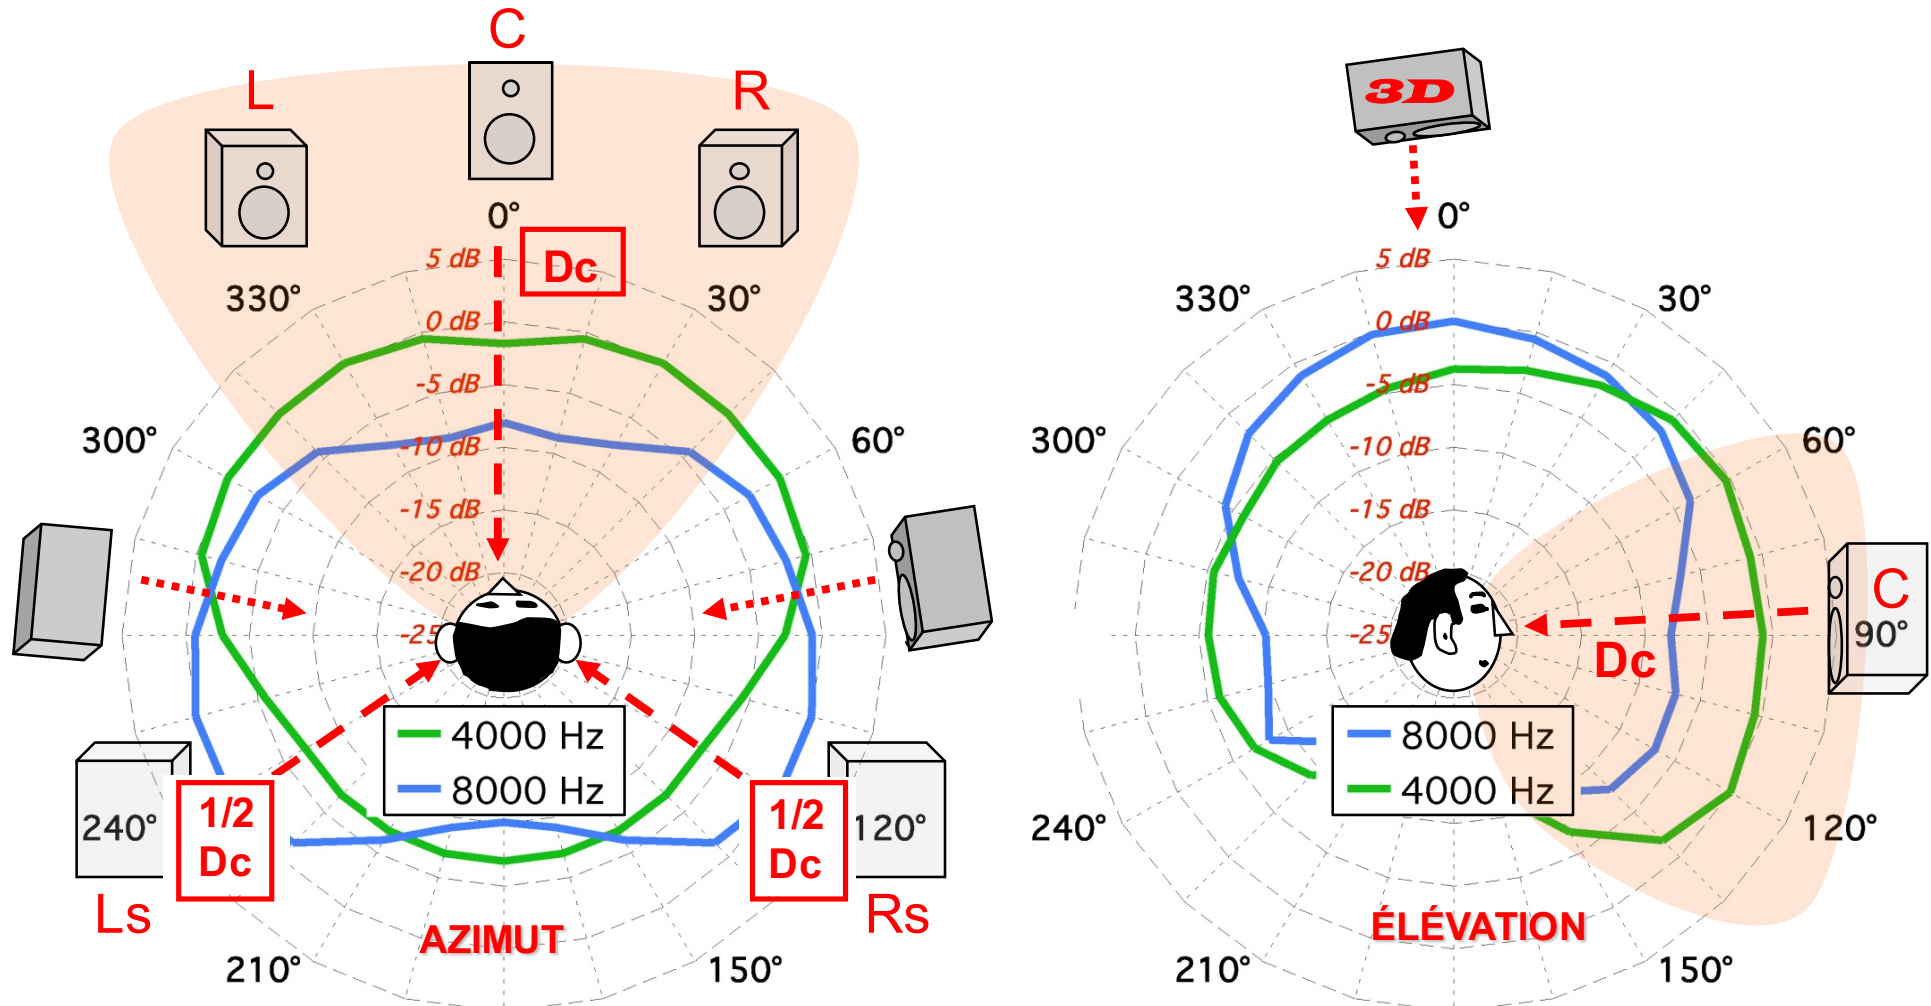 C
L
R
0°
Dc
5 dB
330°
30°
0 dB
-5 dB
300°
60°
-10 dB
-15 dB
-20 dB
-25
4000 Hz
8000 Hz
240°
1/2
Dc
1/2
Dc
120°
Ls
Rs
AZIMUT
210°
150°
3D
0°
5 dB
330°
30°
0 dB
-5 dB
300°
60°
-10 dB
-15 dB
-20 dB
C
-25
90°
Dc
8000 Hz
4000 Hz
240°
120°
ÉLÉVATION
210°
150°